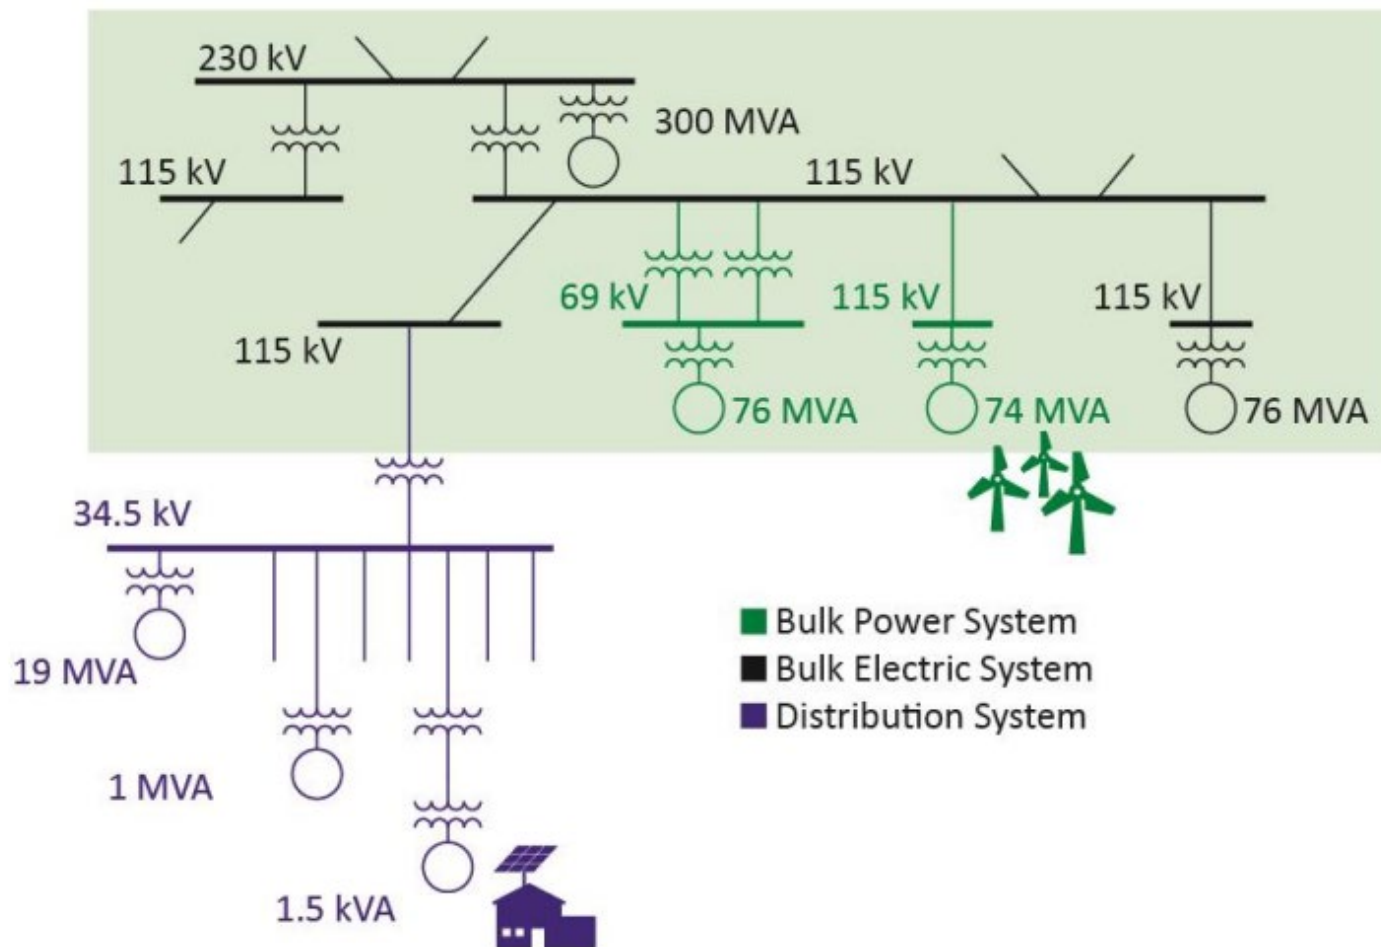 230 kV
300 MVA
115 kV
115 kV
69 kV
115 kV
115 kV
115 kV
76 MVA
74 MVA
76 MVA
34.5 kV
19 MVA
1 MVA
1.5 kVA
Bulk Power System
Bulk Electric System
Distribution System